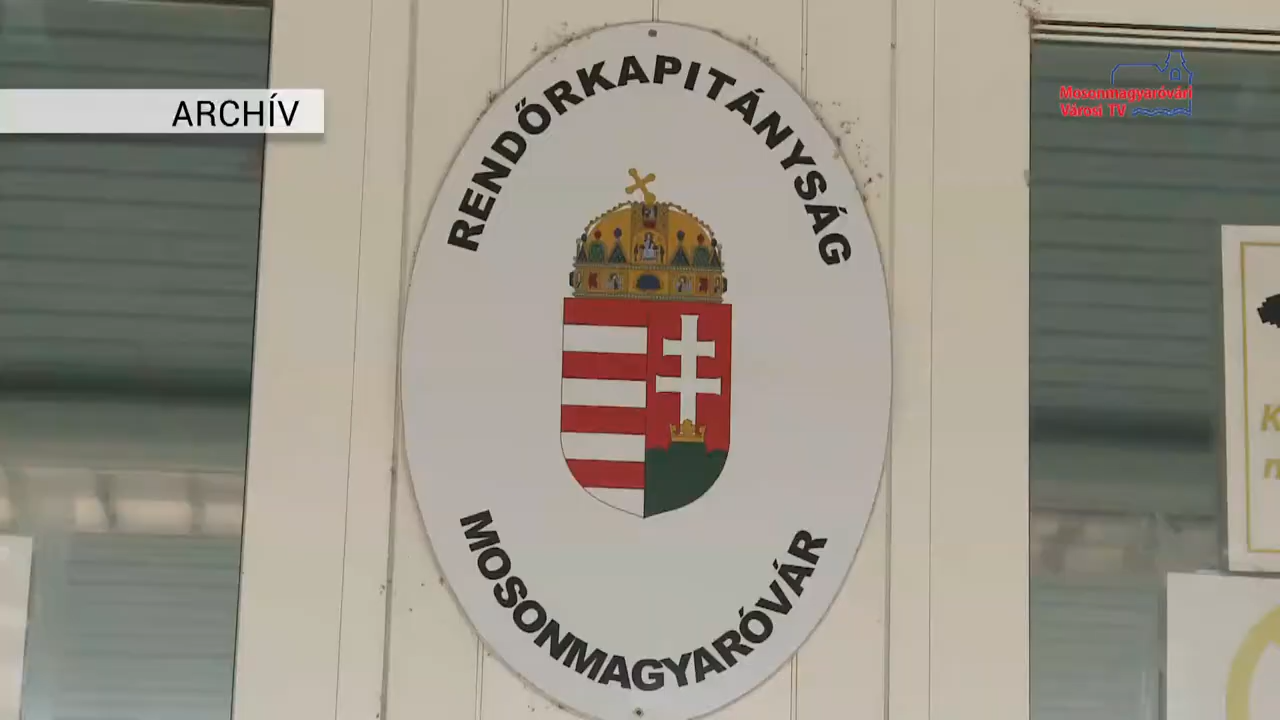 ARCHÍV
Mosonmagyaróvári
Városi TV
RENDŐRKAPITÁNYSÁG
MOSONMAGYARÓVÁR